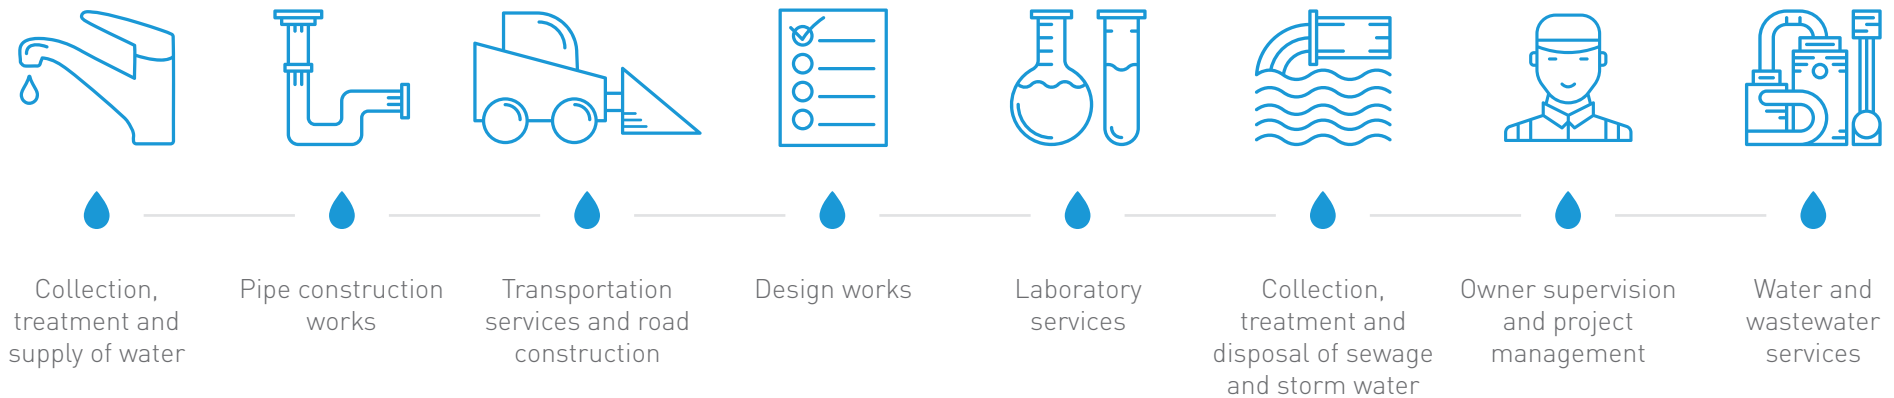 Collection,
treatment and
supply of water
Pipe construction
works
Transportation
services and road
construction
Design works
Laboratory
services
Collection,
treatment and
disposal of sewage
and storm water
Owner supervision
and project
management
Water and
wastewater
services